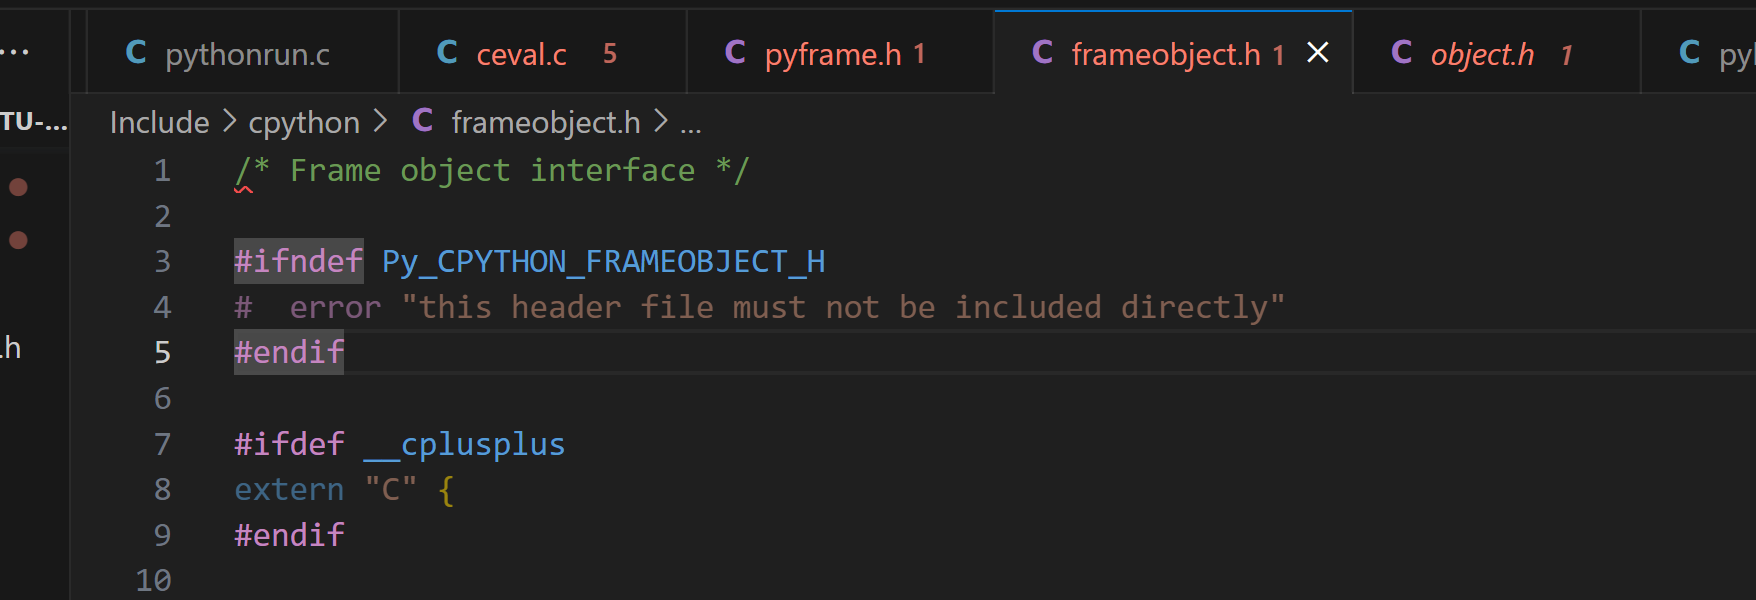 ... C pythonrun.c C ceval.c 5 C pyframe.h 1 C frameobject.h 1 × C object.h 1 C
TU-...
Include > cpython > C frameobject.h > ...
1 /* Frame object interface */
2
3 #ifndef Py_CPYTHON_FRAMEOBJECT_H
4 #  error "this header file must not be included directly"
.h
5 #endif
6
7 #ifdef __cplusplus
8 extern "C" {
9 #endif
10